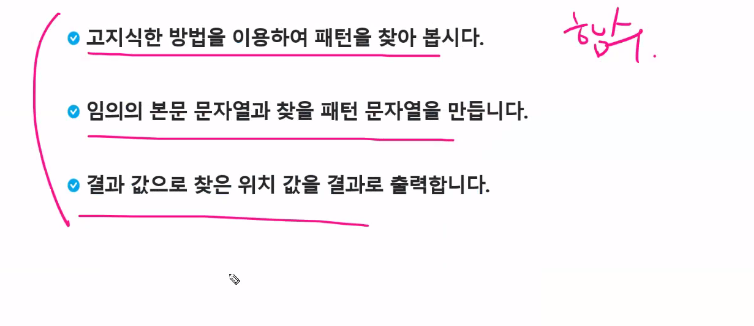 고지식한 방법을 이용하여 패턴을 찾아 봅시다.
함수.
임의의 본문 문자열과 찾을 패턴 문자열을 만듭니다.
결과 값으로 찾은 위치 값을 결과로 출력합니다.